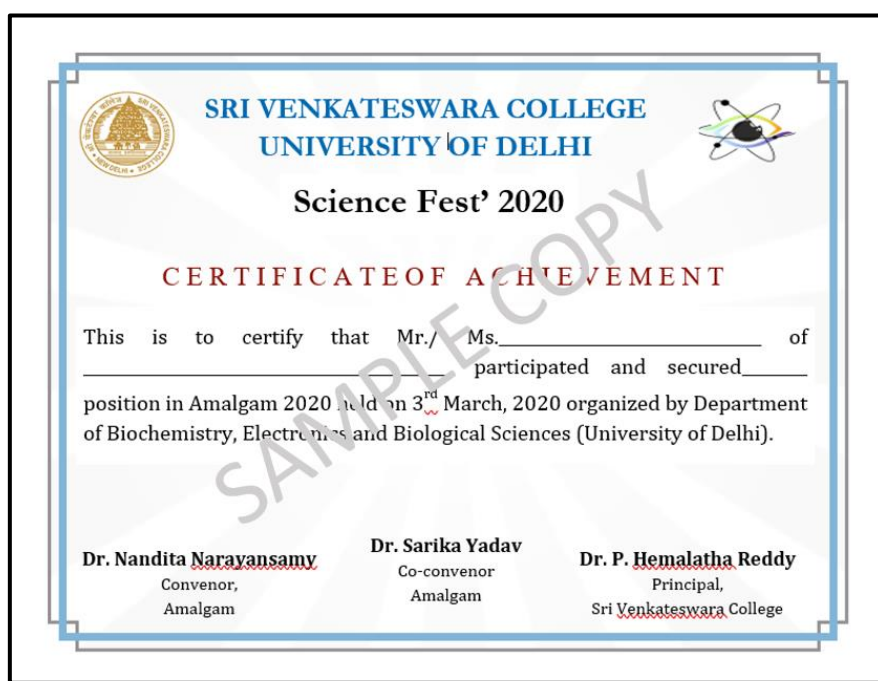 SRI VENKATESWARA COLLEGE
UNIVERSITY OF DELHI
Science Fest' 2020
CERTIFICATEOF ACHIEVEMENT
This is to certify that Mr./ Ms.__________________________ of
____________________________________ participated and secured______
position in Amalgam 2020 held on 3rd March, 2020 organized by Department
of Biochemistry, Electronics and Biological Sciences (University of Delhi).
SAMPLE COPY
Dr. Nandita Narayansamy
Convenor,
Amalgam
Dr. Sarika Yadav
Co-convenor
Amalgam
Dr. P. Hemalatha Reddy
Principal,
Sri Venkateswara College